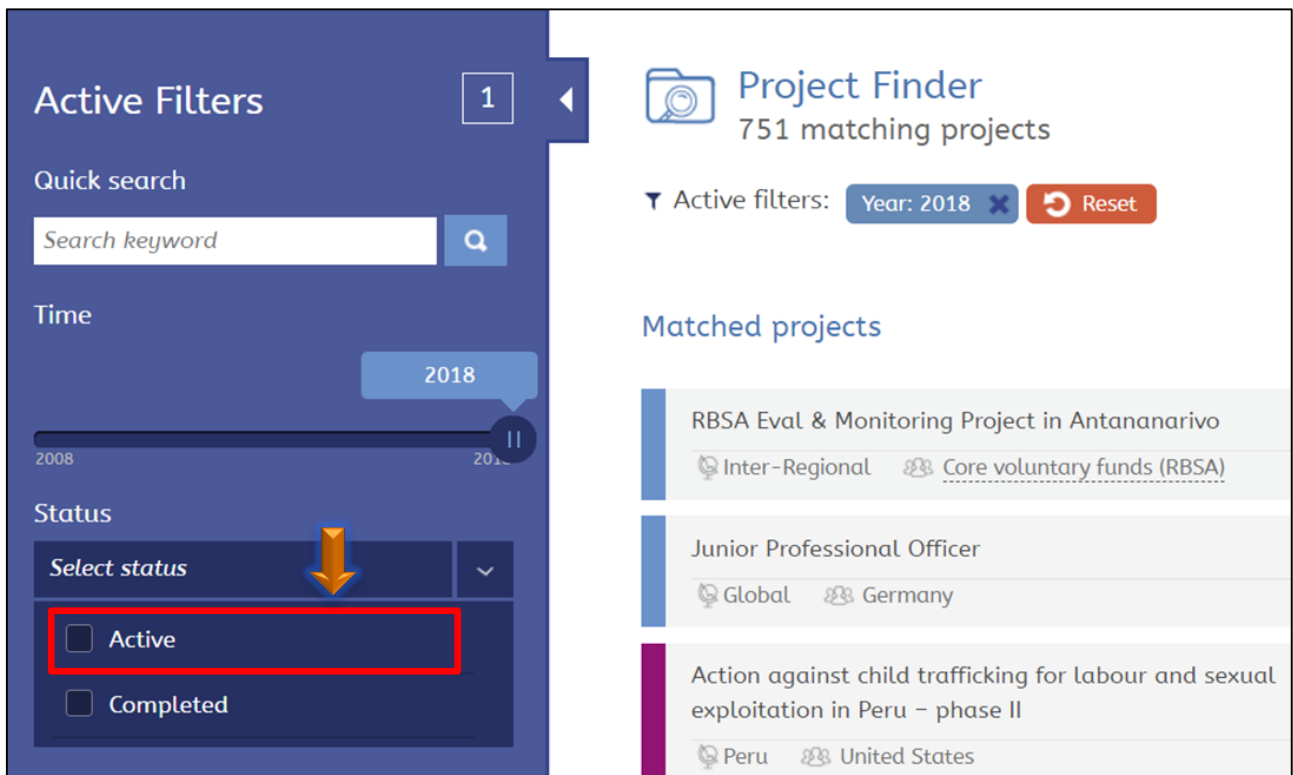 Active Filters
1
Quick search
Search keyword
Time
2018
2008
Status
Select status
Active
Completed
Project Finder
751 matching projects
Active filters:
Year: 2018
Reset
Matched projects
RBSA Eval & Monitoring Project in Antananarivo
Inter-Regional Core voluntary funds (RBSA)
Junior Professional Officer
Global Germany
Action against child trafficking for labour and sexual
exploitation in Peru – phase II
Peru United States